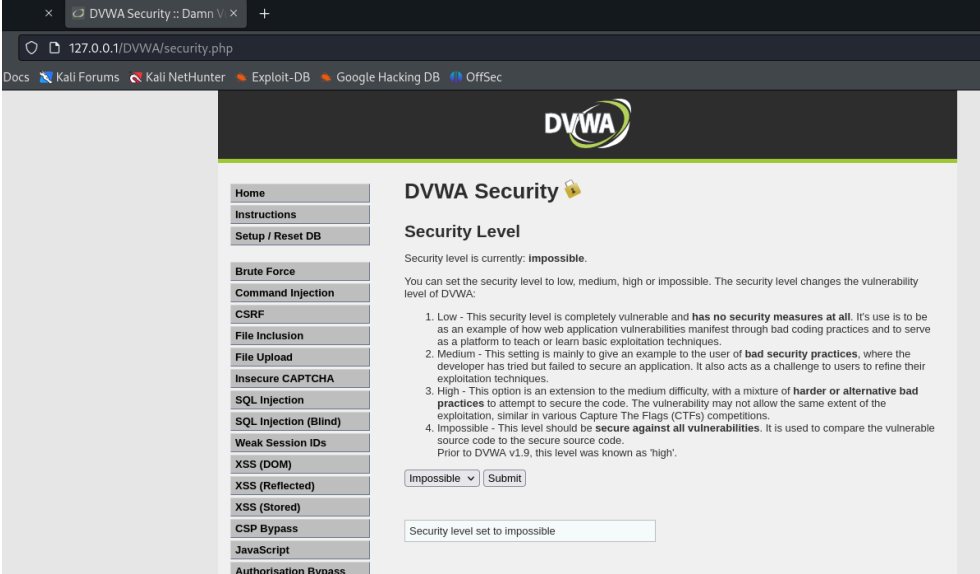 DVWA Security :: Damn V
127.0.0.1/DVWA/security.php
Docs Kali Forums Kali NetHunter Exploit-DB Google Hacking DB OffSec
DVWA
Home
Instructions
Setup / Reset DB
Brute Force
Command Injection
CSRF
File Inclusion
File Upload
Insecure CAPTCHA
SQL Injection
SQL Injection (Blind)
Weak Session IDs
XSS (DOM)
XSS (Reflected)
XSS (Stored)
CSP Bypass
JavaScript
Authorisation Bypass
DVWA Security
Security Level
Security level is currently: impossible.
You can set the security level to low, medium, high or impossible. The security level changes the vulnerability
level of DVWA:
1. Low - This security level is completely vulnerable and has no security measures at all. It's use is to be
as an example of how web application vulnerabilities manifest through bad coding practices and to serve
as a platform to teach or learn basic exploitation techniques.
2. Medium - This setting is mainly to give an example to the user of bad security practices, where the
developer has tried but failed to secure an application. It also acts as a challenge to users to refine their
exploitation techniques.
3. High - This option is an extension to the medium difficulty, with a mixture of harder or alternative bad
practices to attempt to secure the code. The vulnerability may not allow the same extent of the
exploitation, similar in various Capture The Flags (CTFs) competitions.
4. Impossible - This level should be secure against all vulnerabilities. It is used to compare the vulnerable
source code to the secure source code.
Prior to DVWA v1.9, this level was known as 'high'.
Impossible Submit
Security level set to impossible